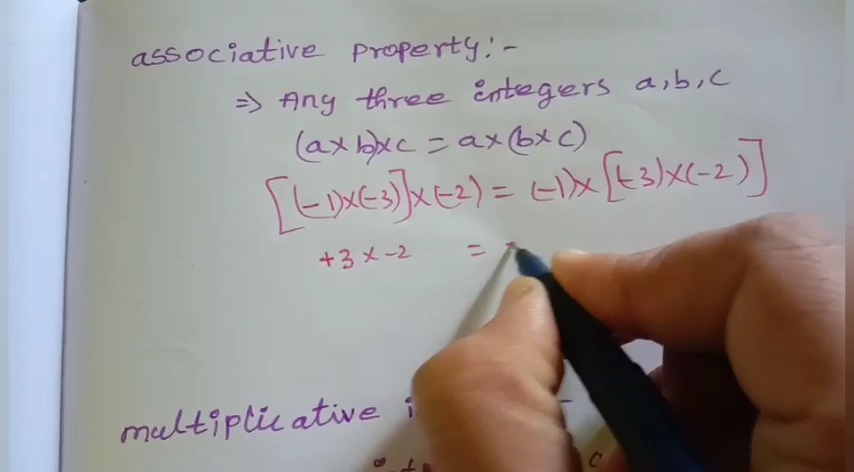 associative property:-
⇒ Any three integers a,b,c
(a×b)×c = a×(b×c)
[(-1)×(-3)]×(-2) = (-1)×[(-3)×(-2)]
+3×-2 = -
multiplicative